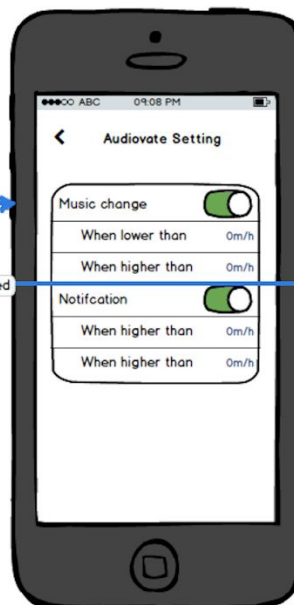 ABC 09:08 PM
Audiovate Setting
Music change
When lower than 0m/h
When higher than 0m/h
ed
Notifcation
When higher than 0m/h
When higher than 0m/h